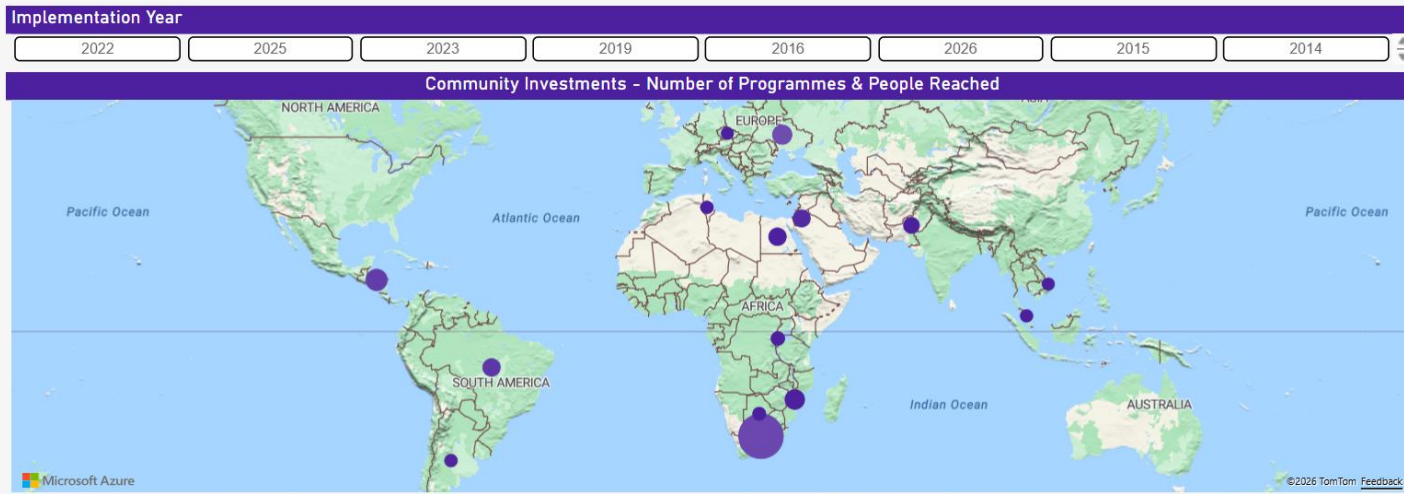 Implementation Year
2022 2025 2023 2019 2016 2026 2015 2014
Community Investments - Number of Programmes & People Reached
NORTH AMERICA
EUROPE
ASIA
Pacific Ocean
Atlantic Ocean
Pacific Ocean
AFRICA
SOUTH AMERICA
Indian Ocean
AUSTRALIA
Microsoft Azure
©2026 TomTom Feedback